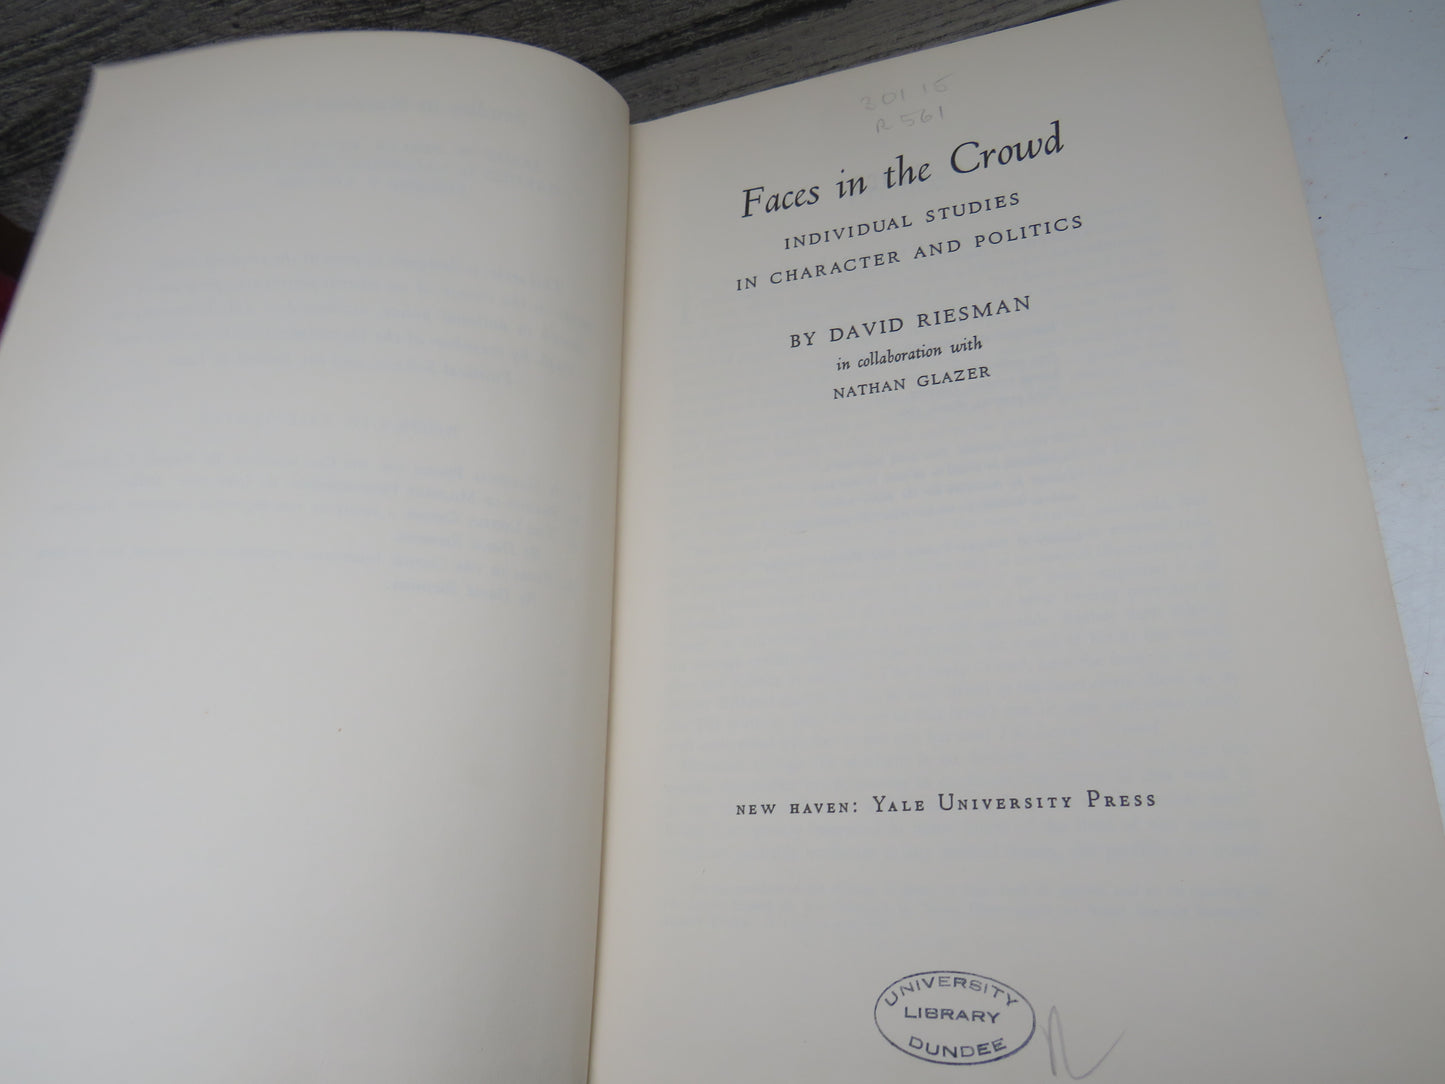 301.15
R 561
Faces in the Crowd
INDIVIDUAL STUDIES
IN CHARACTER AND POLITICS
BY DAVID RIESMAN
in collaboration with
NATHAN GLAZER
NEW HAVEN: YALE UNIVERSITY PRESS
UNIVERSITY
LIBRARY
DUNDEE